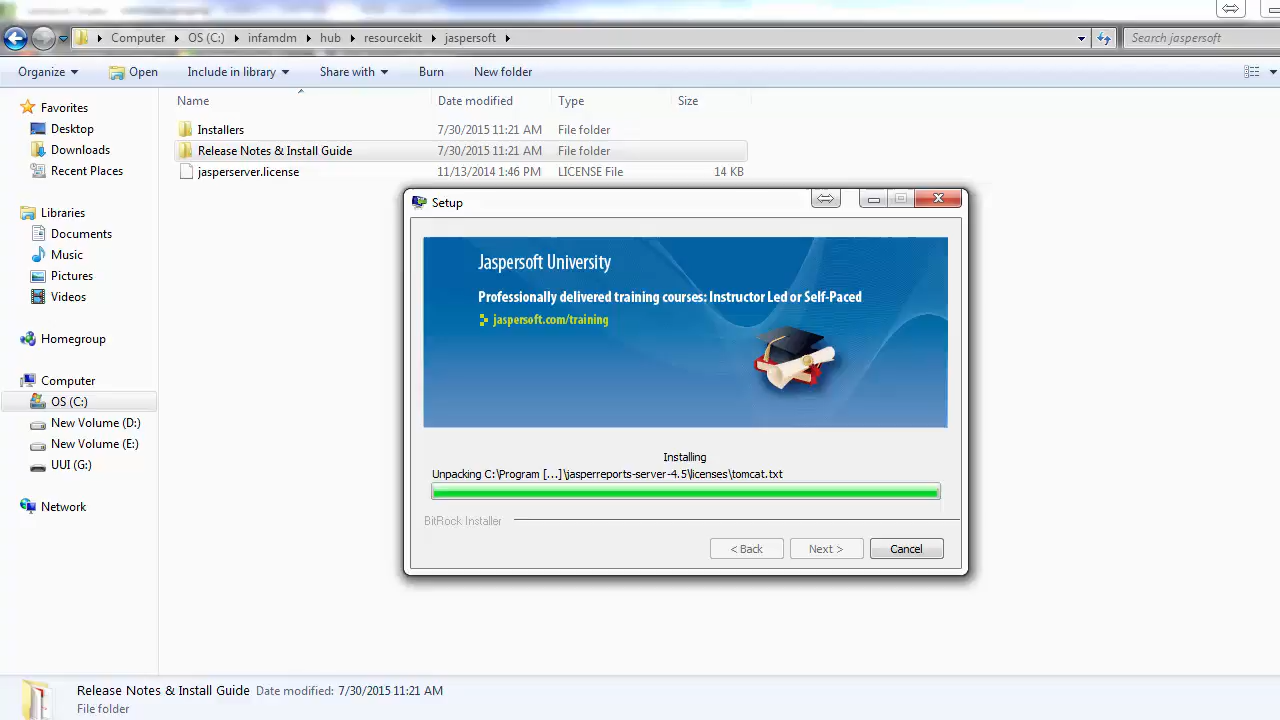 Computer OS (C:) infamdm hub resourcekit jaspersoft Search jaspersoft
Organize Open Include in library Share with Burn New folder
Name Date modified Type Size
Favorites
Desktop
Downloads
Recent Places
Libraries
Documents
Music
Pictures
Videos
Homegroup
Computer
OS (C:)
New Volume (D:)
New Volume (E:)
UUI (G:)
Network
Installers 7/30/2015 11:21 AM File folder
Release Notes & Install Guide 7/30/2015 11:21 AM File folder
jasperserver.license 11/13/2014 1:46 PM LICENSE File 14 KB
Setup
Jaspersoft University
Professionally delivered training courses: Instructor Led or Self-Paced
jaspersoft.com/training
Installing
Unpacking C:\Program [...]\jasperreports-server-4.5\licenses\tomcat.txt
BitRock Installer
< Back Next > Cancel
Release Notes & Install Guide Date modified: 7/30/2015 11:21 AM
File folder